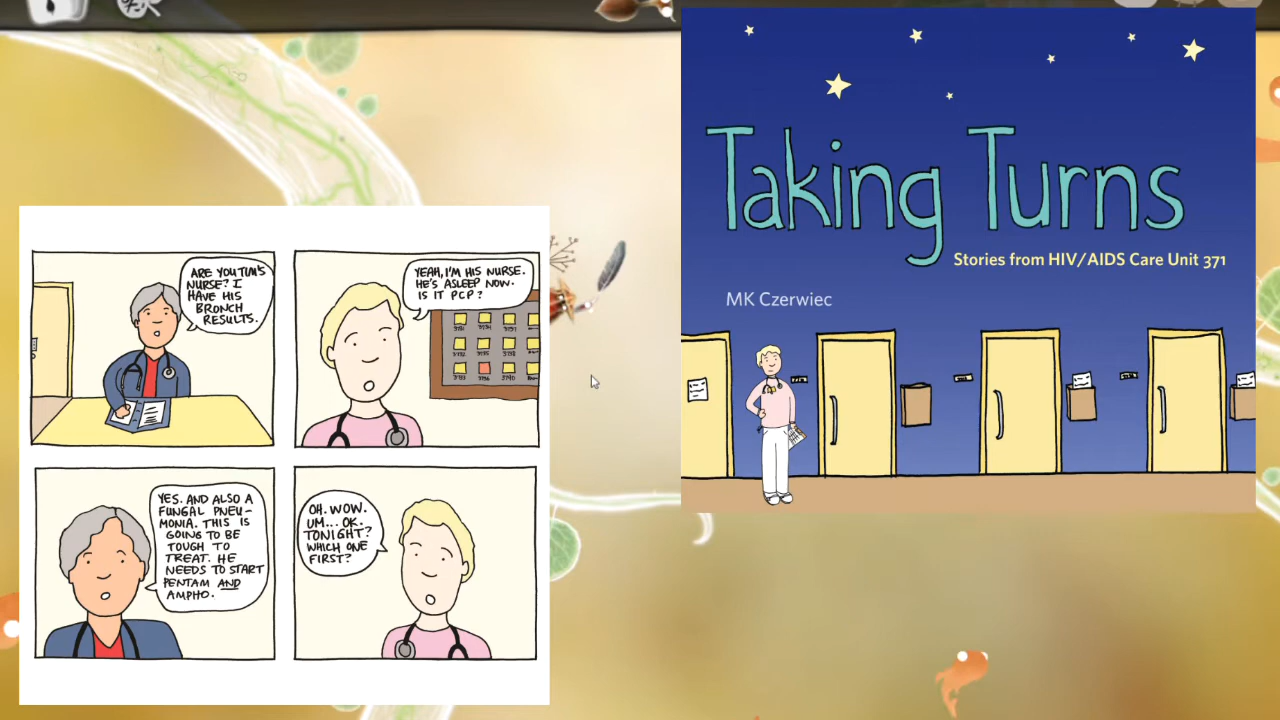 ARE YOU TIM'S
NURSE? I
HAVE HIS
BRONCH
RESULTS.
YEAH, I'M HIS NURSE.
HE'S ASLEEP NOW.
IS IT PCP?
YES. AND ALSO A
FUNGAL PNEU-
MONIA. THIS IS
GOING TO BE
TOUGH TO
TREAT. HE
NEEDS TO START
PENTAM AND
AMPHO.
OH. WOW.
UM... OK.
TONIGHT?
WHICH ONE
FIRST?
Taking Turns
Stories from HIV/AIDS Care Unit 371
MK Czerwiec